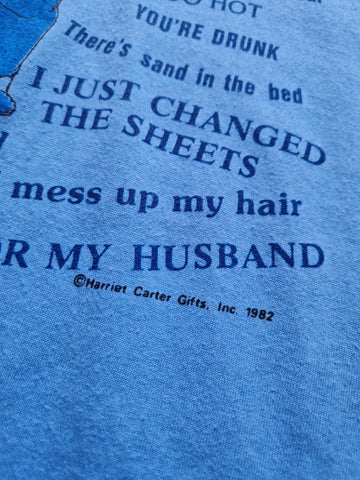 HOT
YOU'RE DRUNK
There's sand in the bed
I JUST CHANGED
THE SHEETS
mess up my hair
R MY HUSBAND
©Harriet Carter Gifts, Inc. 1982